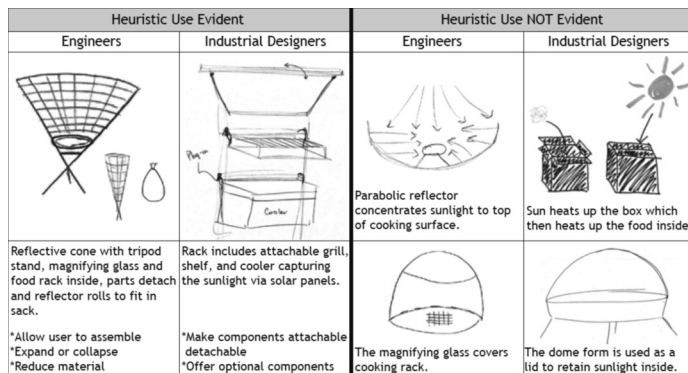 Heuristic Use Evident
Heuristic Use NOT Evident
Engineers
Industrial Designers
Engineers
Industrial Designers
Cooler
Parabolic reflector
concentrates sunlight to top
of cooking surface.
Sun heats up the box which
then heats up the food inside
Reflective cone with tripod
stand, magnifying glass and
food rack inside, parts detach
and reflector rolls to fit in
sack.
*Allow user to assemble
*Expand or collapse
*Reduce material
Rack includes attachable grill,
shelf, and cooler capturing
the sunlight via solar panels.
*Make components attachable
detachable
*Offer optional components
The magnifying glass covers
cooking rack.
The dome form is used as a
lid to retain sunlight inside.